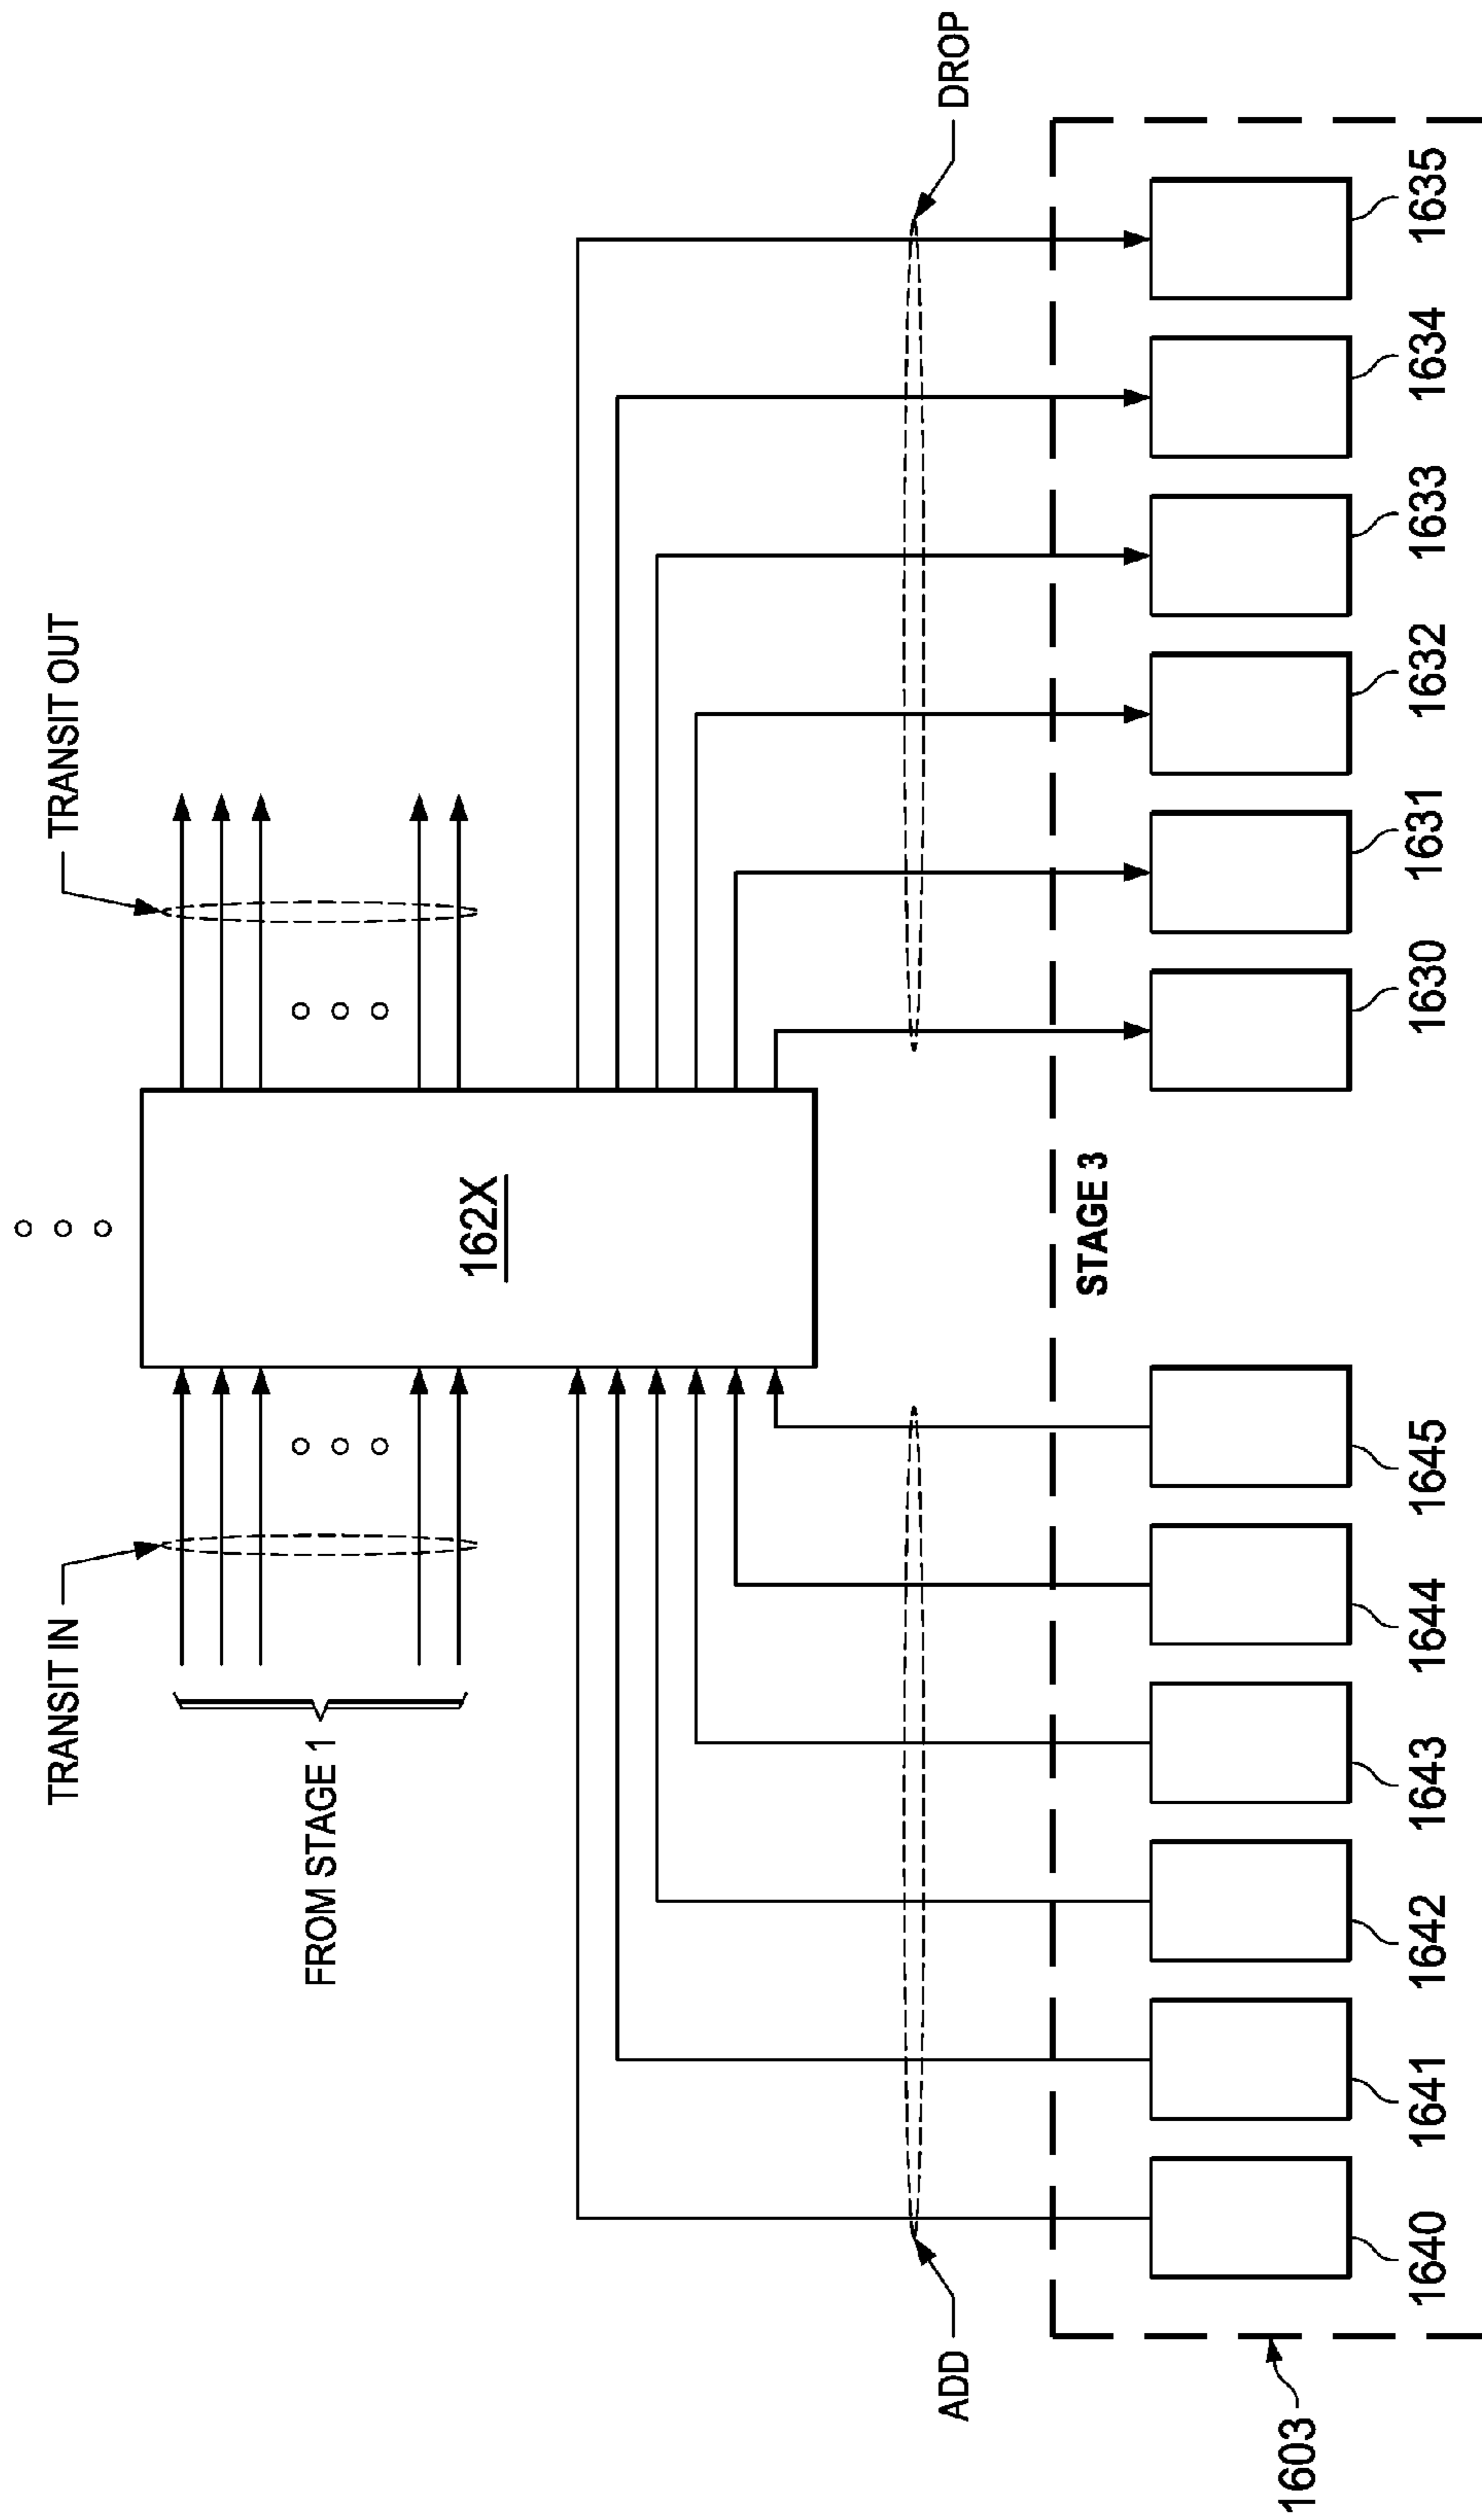 TRANSIT IN
TRANSIT OUT
FROM STAGE 1
162X
ADD
DROP
STAGE 3
1603
1640
1641
1642
1643
1644
1645
1630
1631
1632
1633
1634
1635